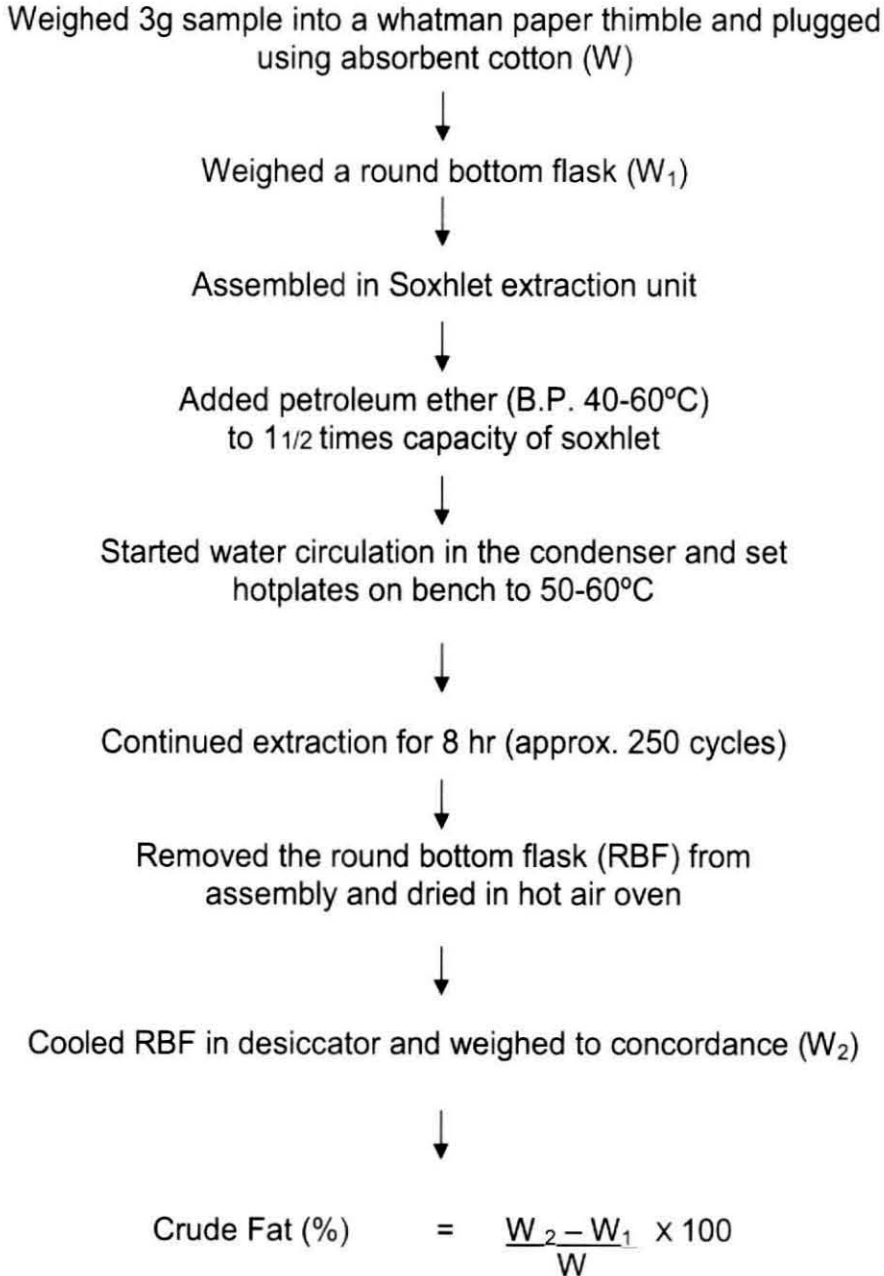 Weighed 3g sample into a whatman paper thimble and plugged
using absorbent cotton (W)
Weighed a round bottom flask (W₁)
Assembled in Soxhlet extraction unit
Added petroleum ether (B.P. 40-60ºC)
to 1 1/2 times capacity of soxhlet
Started water circulation in the condenser and set
hotplates on bench to 50-60ºC
Continued extraction for 8 hr (approx. 250 cycles)
Removed the round bottom flask (RBF) from
assembly and dried in hot air oven
Cooled RBF in desiccator and weighed to concordance (W₂)
Crude Fat (%) = W₂ – W₁ X 100
W